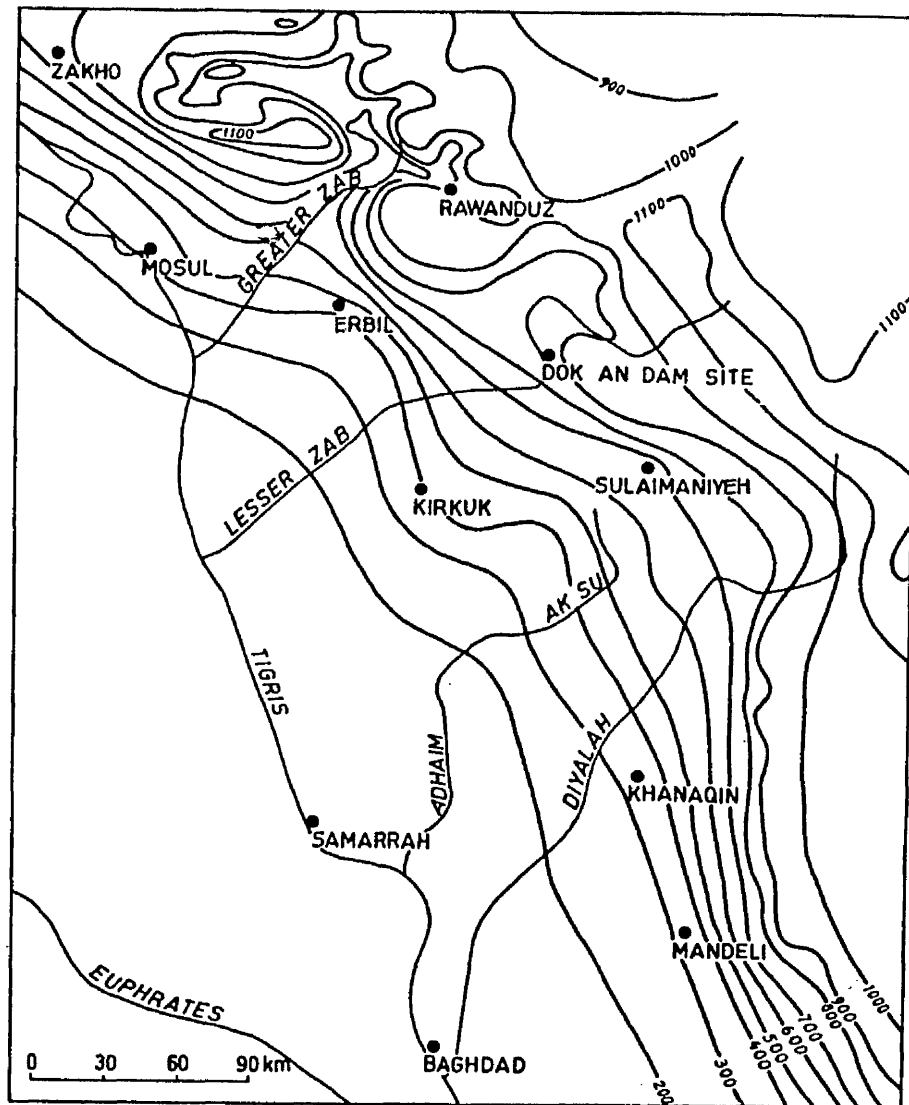 ZAKHO
900
1100
1000
GREATER ZAB
RAWANDUZ
1100
MOSUL
ERBIL
1100
DOK AN DAM SITE
LESSER ZAB
SULAIMANIYEH
KIRKUK
AK SU
TIGRIS
ADHAIM
DIYALAH
KHANAQIN
SAMARRAH
MANDELI
EUPHRATES
1000
900
800
700
600
500
400
300
200
0 30 60 90 km
BAGHDAD